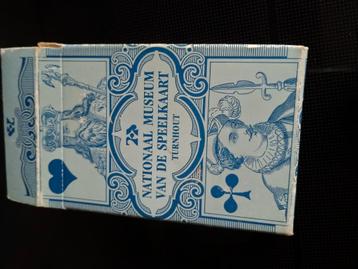 NATIONAAL MUSEUM
VAN DE SPEELKAART
TURNHOUT